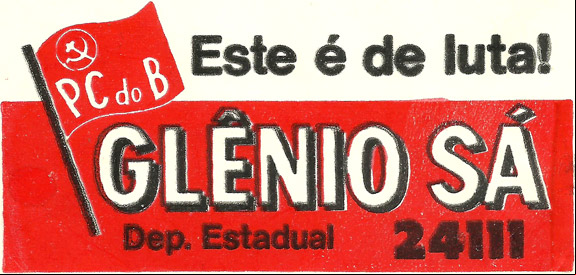 Este é de luta!
PC do B
GLÊNIO SÁ
Dep. Estadual 24111